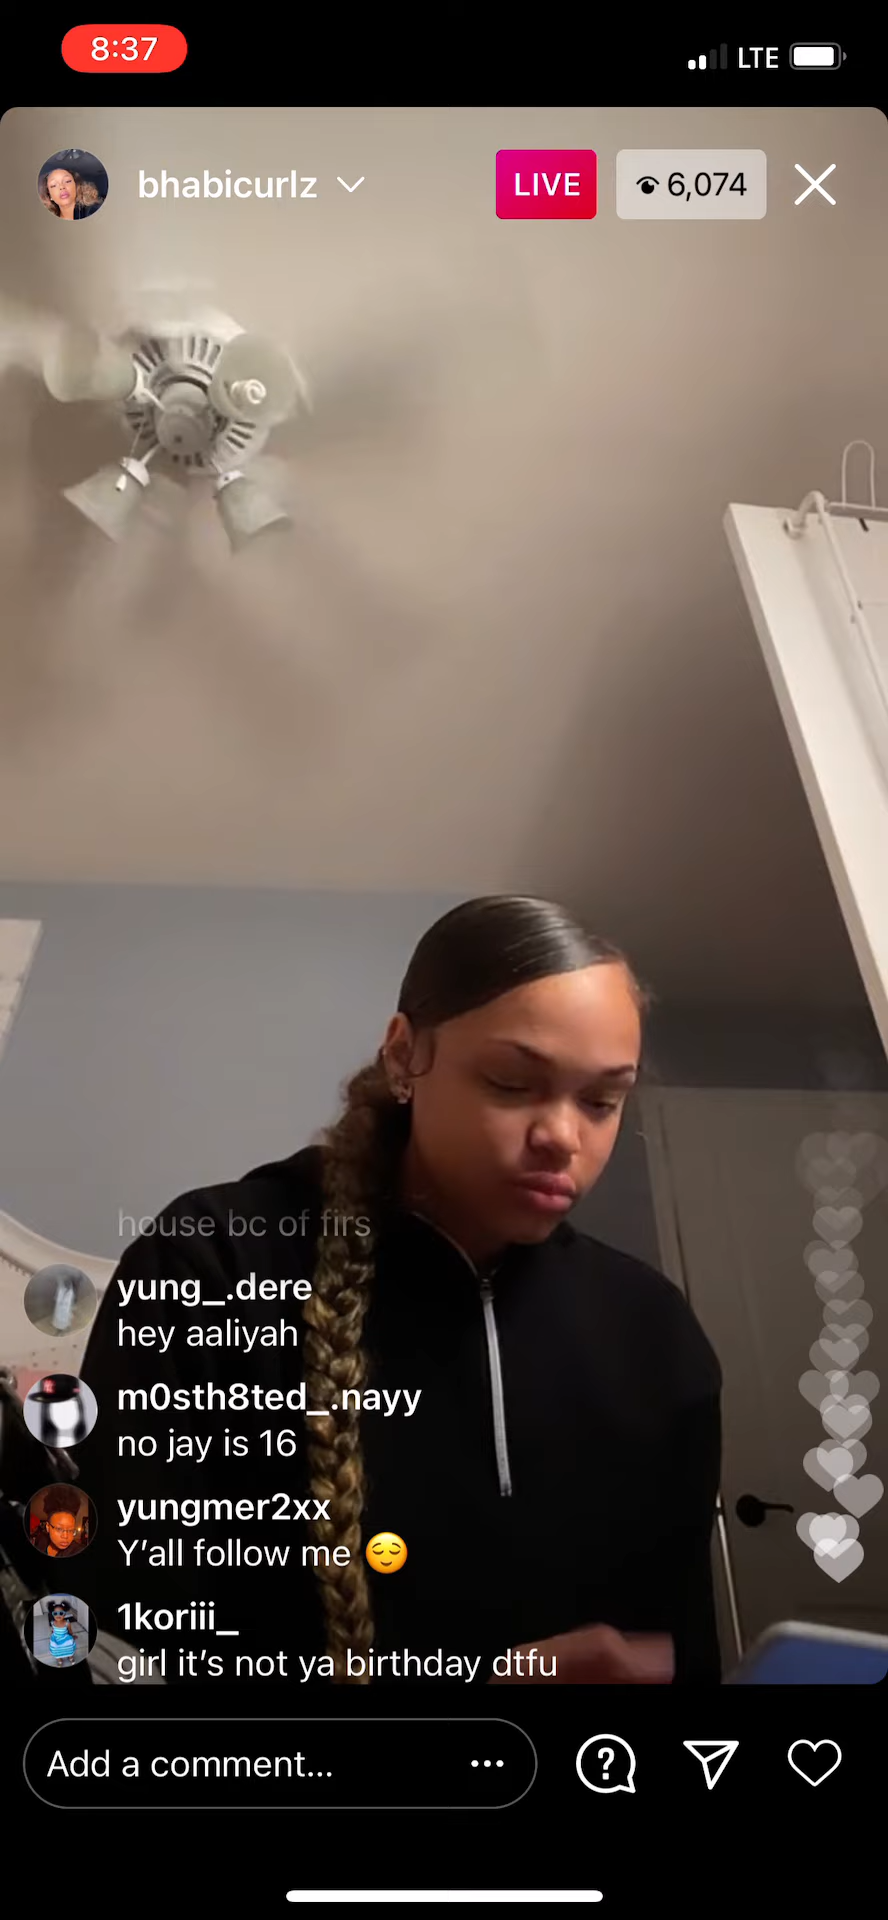 8:37
LTE
bhabicurlz
LIVE
6,074
house bc of firs
yung_.dere
hey aaliyah
m0sth8ted_.nayy
no jay is 16
yungmer2xx
Y'all follow me 😌
1koriii_
girl it's not ya birthday dtfu
Add a comment...